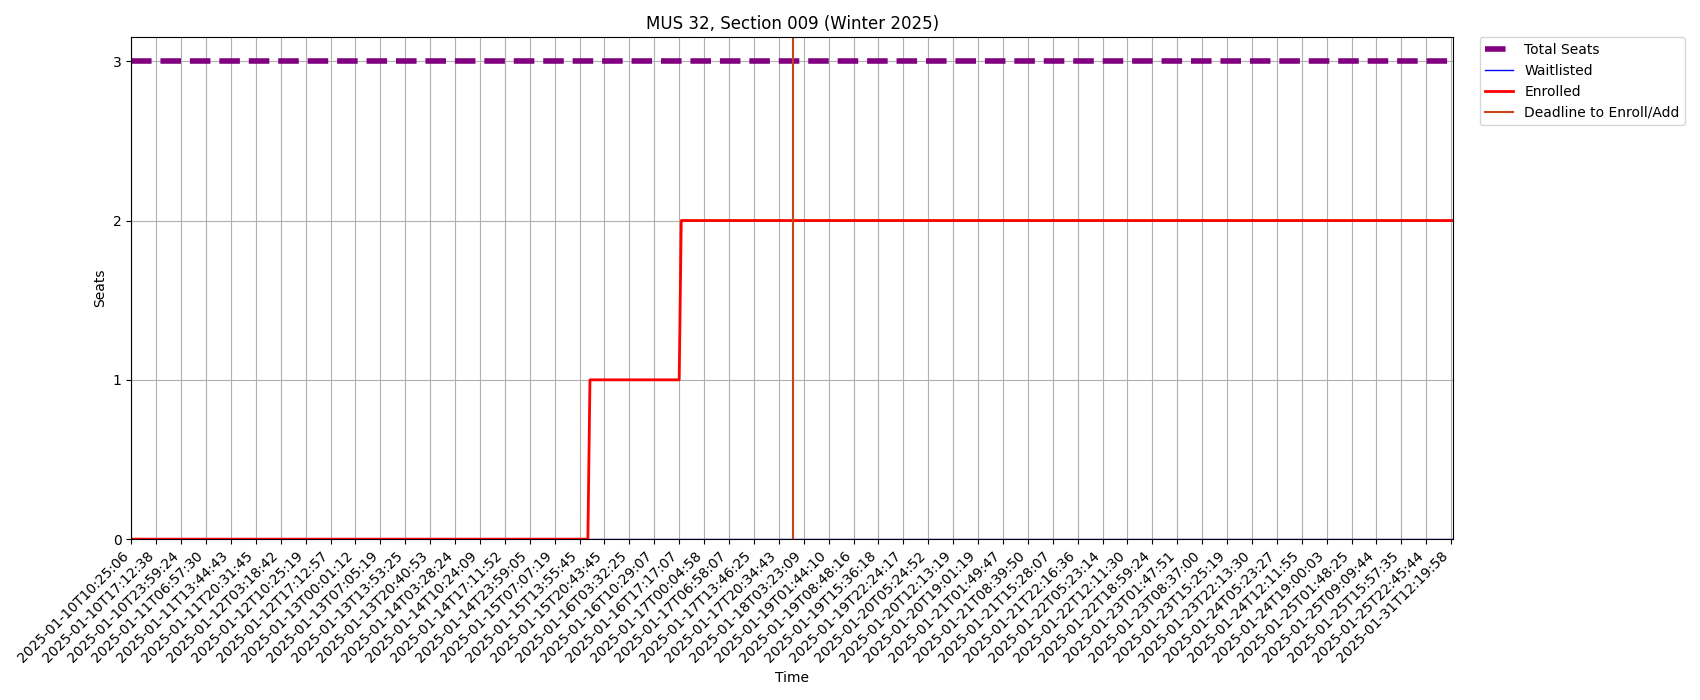 MUS 32, Section 009 (Winter 2025)
Total Seats
Waitlisted
Enrolled
Deadline to Enroll/Add
Seats
3
2
1
0
2025-01-10T10:25:06
2025-01-10T17:12:38
2025-01-10T23:59:24
2025-01-11T06:57:30
2025-01-11T13:44:43
2025-01-11T20:31:45
2025-01-12T03:18:42
2025-01-12T10:25:19
2025-01-12T17:12:57
2025-01-13T00:01:12
2025-01-13T07:05:19
2025-01-13T13:53:25
2025-01-13T20:40:53
2025-01-14T03:28:24
2025-01-14T10:24:09
2025-01-14T17:11:52
2025-01-14T23:59:05
2025-01-15T07:07:19
2025-01-15T13:55:45
2025-01-15T20:43:45
2025-01-16T03:32:25
2025-01-16T10:29:07
2025-01-16T17:17:07
2025-01-17T00:04:58
2025-01-17T06:58:07
2025-01-17T13:46:25
2025-01-17T20:34:43
2025-01-18T03:23:09
2025-01-19T01:44:10
2025-01-19T08:48:16
2025-01-19T15:36:18
2025-01-19T22:24:17
2025-01-20T05:24:52
2025-01-20T12:13:19
2025-01-20T19:01:19
2025-01-21T01:49:47
2025-01-21T08:39:50
2025-01-21T15:28:07
2025-01-21T22:16:36
2025-01-22T05:23:14
2025-01-22T12:11:30
2025-01-22T18:59:24
2025-01-23T01:47:51
2025-01-23T08:37:00
2025-01-23T15:25:19
2025-01-23T22:13:30
2025-01-24T05:23:27
2025-01-24T12:11:55
2025-01-24T19:00:03
2025-01-25T01:48:25
2025-01-25T09:09:44
2025-01-25T15:57:35
2025-01-25T22:45:44
2025-01-31T12:19:58
Time